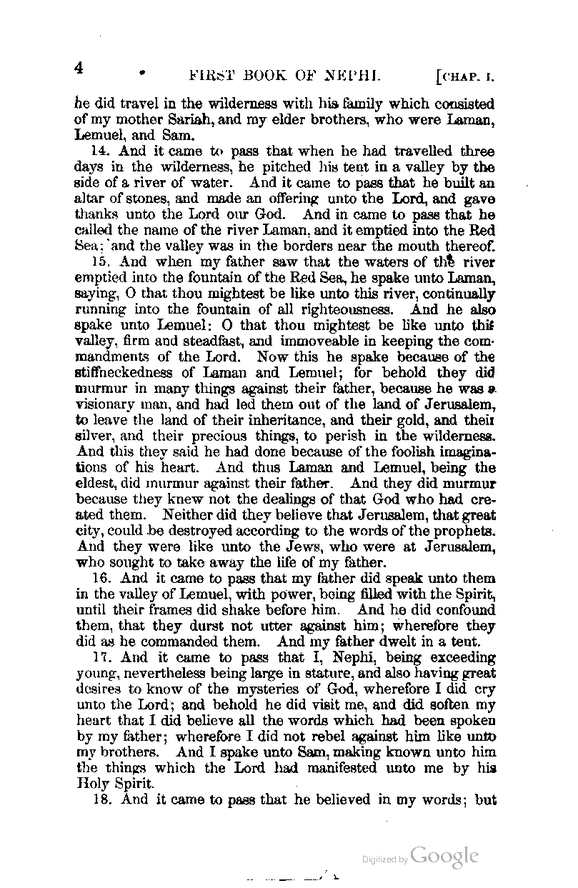 4 FIRST BOOK OF NEPHI. [CHAP. I.
he did travel in the wilderness with his family which consisted
of my mother Sariah, and my elder brothers, who were Laman,
Lemuel, and Sam.
14. And it came to pass that when he had travelled three
days in the wilderness, he pitched his tent in a valley by the
side of a river of water. And it came to pass that he built an
altar of stones, and made an offering unto the Lord, and gave
thanks unto the Lord our God. And in came to pass that he
called the name of the river Laman, and it emptied into the Red
Sea; and the valley was in the borders near the mouth thereof.
15. And when my father saw that the waters of the river
emptied into the fountain of the Red Sea, he spake unto Laman,
saying, O that thou mightest be like unto this river, continually
running into the fountain of all righteousness. And he also
spake unto Lemuel: O that thou mightest be like unto this
valley, firm and steadfast, and immoveable in keeping the com-
mandments of the Lord. Now this he spake because of the
stiffneckedness of Laman and Lemuel; for behold they did
murmur in many things against their father, because he was a
visionary man, and had led them out of the land of Jerusalem,
to leave the land of their inheritance, and their gold, and their
silver, and their precious things, to perish in the wilderness.
And this they said he had done because of the foolish imagina-
tions of his heart. And thus Laman and Lemuel, being the
eldest, did murmur against their father. And they did murmur
because they knew not the dealings of that God who had cre-
ated them. Neither did they believe that Jerusalem, that great
city, could be destroyed according to the words of the prophets.
And they were like unto the Jews, who were at Jerusalem,
who sought to take away the life of my father.
16. And it came to pass that my father did speak unto them
in the valley of Lemuel, with power, being filled with the Spirit,
until their frames did shake before him. And he did confound
them, that they durst not utter against him; wherefore they
did as he commanded them. And my father dwelt in a tent.
17. And it came to pass that I, Nephi, being exceeding
young, nevertheless being large in stature, and also having great
desires to know of the mysteries of God, wherefore I did cry
unto the Lord; and behold he did visit me, and did soften my
heart that I did believe all the words which had been spoken
by my father; wherefore I did not rebel against him like unto
my brothers. And I spake unto Sam, making known unto him
the things which the Lord had manifested unto me by his
Holy Spirit.
18. And it came to pass that he believed in my words; but
Digitized by Google